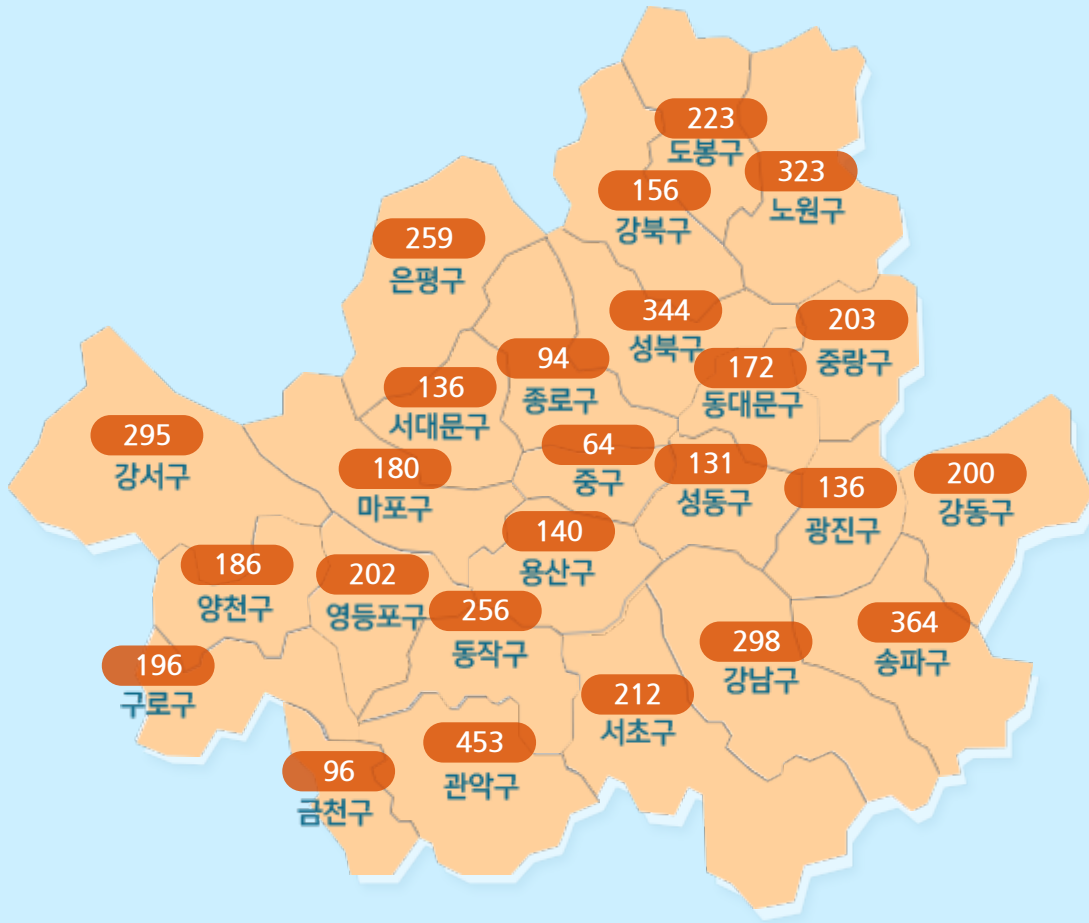 223
도봉구
323
노원구
156
강북구
259
은평구
344
성북구
203
중랑구
94
종로구
172
동대문구
136
서대문구
295
강서구
64
중구
180
마포구
131
성동구
136
광진구
200
강동구
140
용산구
186
양천구
202
영등포구
256
동작구
364
송파구
298
강남구
196
구로구
212
서초구
453
관악구
96
금천구